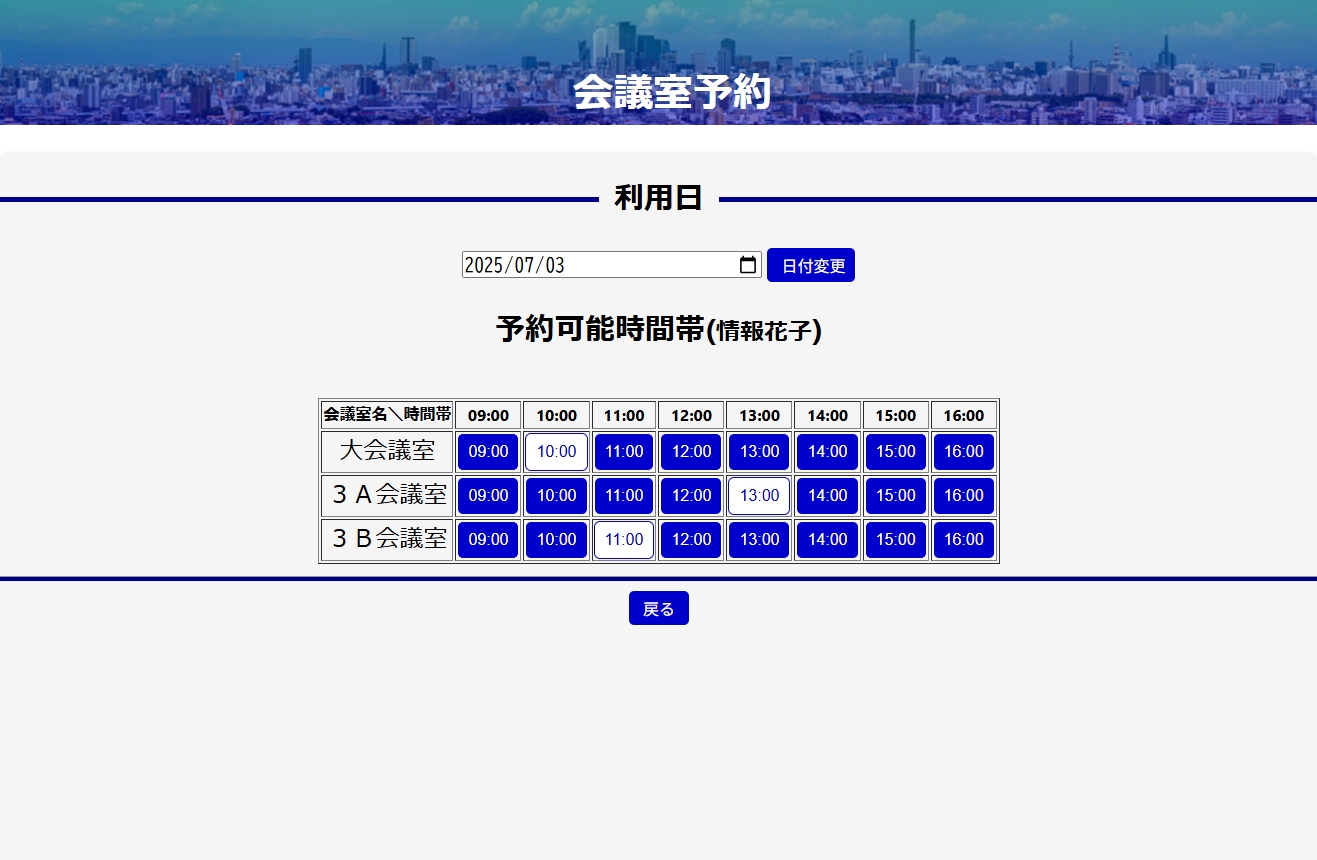 会議室予約
利用日
2025/07/03 日付変更
予約可能時間帯(情報花子)
会議室名＼時間帯 09:00 10:00 11:00 12:00 13:00 14:00 15:00 16:00
大会議室 09:00 10:00 11:00 12:00 13:00 14:00 15:00 16:00
３Ａ会議室 09:00 10:00 11:00 12:00 13:00 14:00 15:00 16:00
３Ｂ会議室 09:00 10:00 11:00 12:00 13:00 14:00 15:00 16:00
戻る